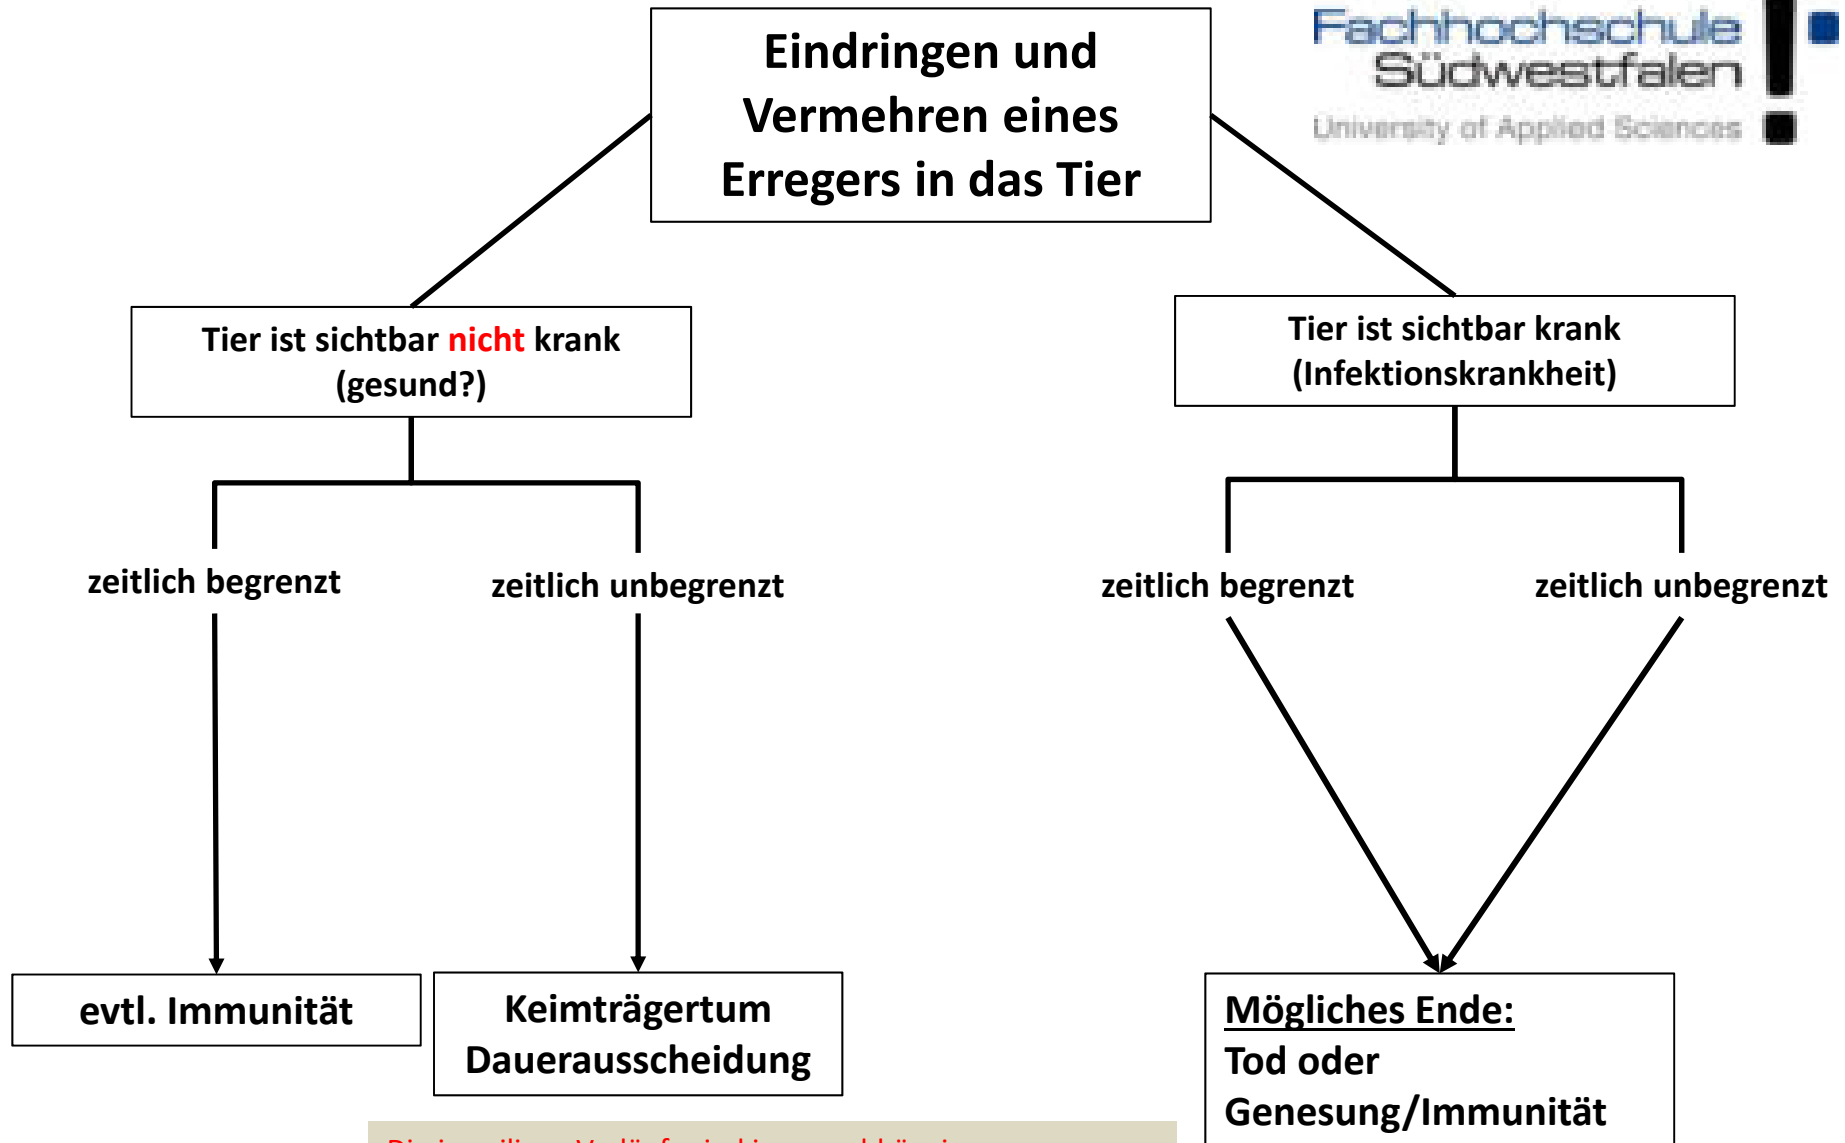 Eindringen und
Vermehren eines
Erregers in das Tier
Fachhochschule
Südwestfalen
University of Applied Sciences
Tier ist sichtbar nicht krank
(gesund?)
Tier ist sichtbar krank
(Infektionskrankheit)
zeitlich begrenzt
zeitlich unbegrenzt
zeitlich begrenzt
zeitlich unbegrenzt
evtl. Immunität
Keimträgertum
Dauerausscheidung
Mögliches Ende:
Tod oder
Genesung/Immunität